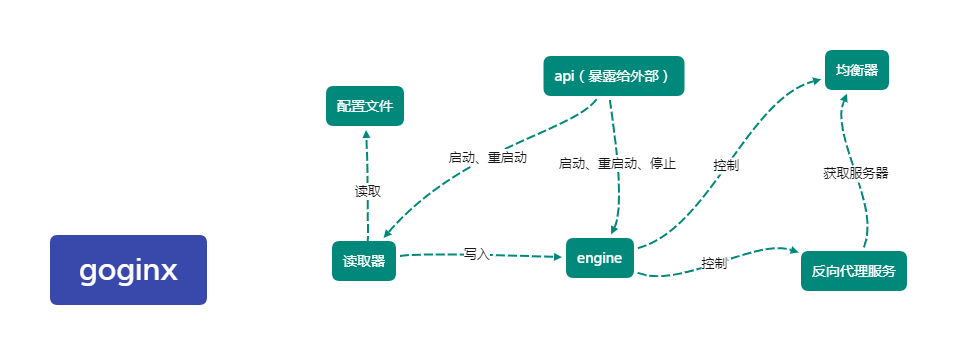 均衡器
api（暴露给外部）
配置文件
启动、重启动
启动、重启动、停止
控制
获取服务器
读取
读取器
写入
engine
控制
反向代理服务
goginx